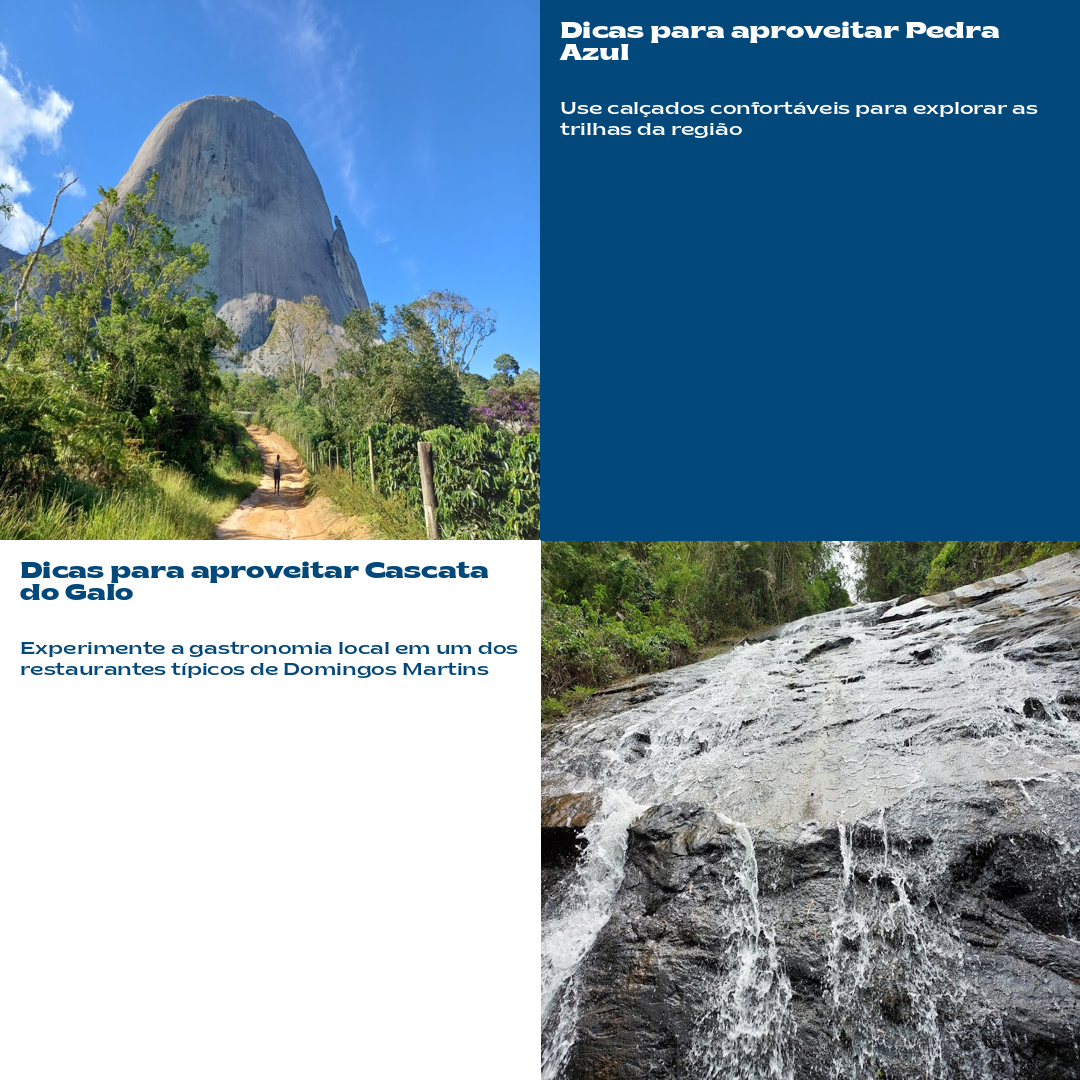 Dicas para aproveitar Pedra
Azul
Use calçados confortáveis para explorar as
trilhas da região
Dicas para aproveitar Cascata
do Galo
Experimente a gastronomia local em um dos
restaurantes típicos de Domingos Martins